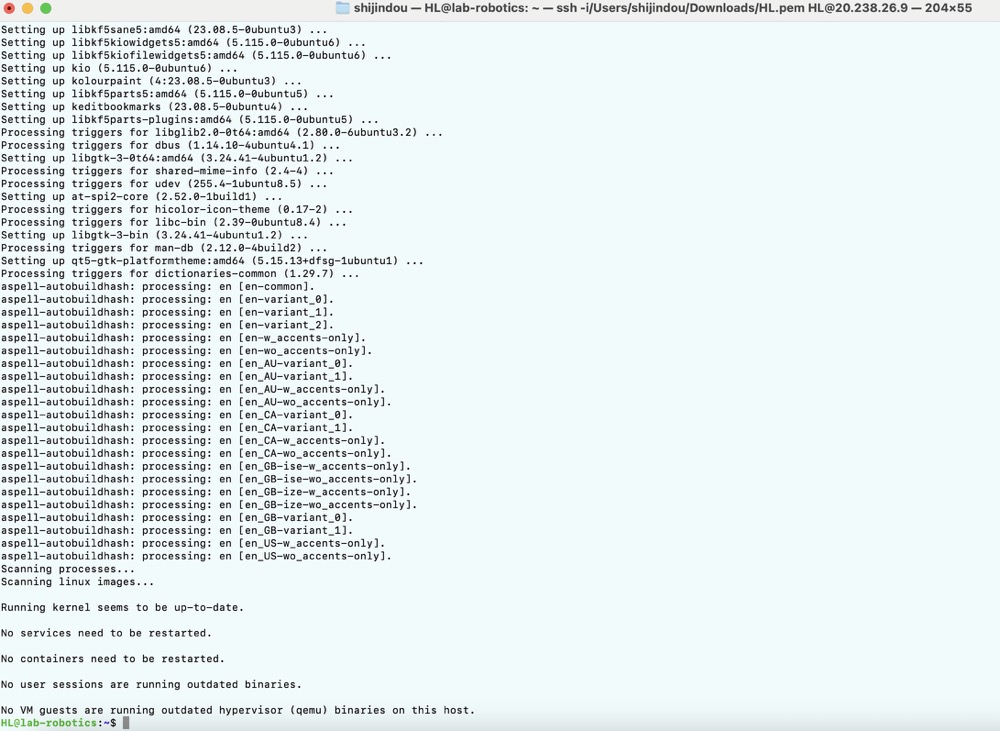 shijindou — HL@lab-robotics: ~ — ssh -i/Users/shijindou/Downloads/HL.pem HL@20.238.26.9 — 204×55
Setting up libkf5sane5:amd64 (23.08.5-0ubuntu3) ...
Setting up libkf5kiowidgets5:amd64 (5.115.0-0ubuntu6) ...
Setting up libkf5kiofilewidgets5:amd64 (5.115.0-0ubuntu6) ...
Setting up kio (5.115.0-0ubuntu6) ...
Setting up kolourpaint (4:23.08.5-0ubuntu3) ...
Setting up libkf5parts5:amd64 (5.115.0-0ubuntu5) ...
Setting up keditbookmarks (23.08.5-0ubuntu4) ...
Setting up libkf5parts-plugins:amd64 (5.115.0-0ubuntu5) ...
Processing triggers for libglib2.0-0t64:amd64 (2.80.0-6ubuntu3.2) ...
Processing triggers for dbus (1.14.10-4ubuntu4.1) ...
Setting up libgtk-3-0t64:amd64 (3.24.41-4ubuntu1.2) ...
Processing triggers for shared-mime-info (2.4-4) ...
Processing triggers for udev (255.4-1ubuntu8.5) ...
Setting up at-spi2-core (2.52.0-1build1) ...
Processing triggers for hicolor-icon-theme (0.17-2) ...
Processing triggers for libc-bin (2.39-0ubuntu8.4) ...
Setting up libgtk-3-bin (3.24.41-4ubuntu1.2) ...
Processing triggers for man-db (2.12.0-4build2) ...
Setting up qt5-gtk-platformtheme:amd64 (5.15.13+dfsg-1ubuntu1) ...
Processing triggers for dictionaries-common (1.29.7) ...
aspell-autobuildhash: processing: en [en-common].
aspell-autobuildhash: processing: en [en-variant_0].
aspell-autobuildhash: processing: en [en-variant_1].
aspell-autobuildhash: processing: en [en-variant_2].
aspell-autobuildhash: processing: en [en-w_accents-only].
aspell-autobuildhash: processing: en [en-wo_accents-only].
aspell-autobuildhash: processing: en [en_AU-variant_0].
aspell-autobuildhash: processing: en [en_AU-variant_1].
aspell-autobuildhash: processing: en [en_AU-w_accents-only].
aspell-autobuildhash: processing: en [en_AU-wo_accents-only].
aspell-autobuildhash: processing: en [en_CA-variant_0].
aspell-autobuildhash: processing: en [en_CA-variant_1].
aspell-autobuildhash: processing: en [en_CA-w_accents-only].
aspell-autobuildhash: processing: en [en_CA-wo_accents-only].
aspell-autobuildhash: processing: en [en_GB-ise-w_accents-only].
aspell-autobuildhash: processing: en [en_GB-ise-wo_accents-only].
aspell-autobuildhash: processing: en [en_GB-ize-w_accents-only].
aspell-autobuildhash: processing: en [en_GB-ize-wo_accents-only].
aspell-autobuildhash: processing: en [en_GB-variant_0].
aspell-autobuildhash: processing: en [en_GB-variant_1].
aspell-autobuildhash: processing: en [en_US-w_accents-only].
aspell-autobuildhash: processing: en [en_US-wo_accents-only].
Scanning processes...
Scanning linux images...
Running kernel seems to be up-to-date.
No services need to be restarted.
No containers need to be restarted.
No user sessions are running outdated binaries.
No VM guests are running outdated hypervisor (qemu) binaries on this host.
HL@lab-robotics:~$